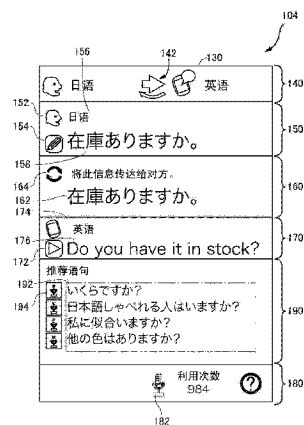 104
156
142
130
日语
英语
140
152
日语
154
在庫ありますか。
150
158
164
将此信息传达给对方。
160
162
在庫ありますか。
174
英语
176
170
172
Do you have it in stock?
推荐语句
192
いくらですか?
194
日本語しゃべれる人はいますか?
190
私に似合いますか?
他の色はありますか?
利用次数
984
?
180
182